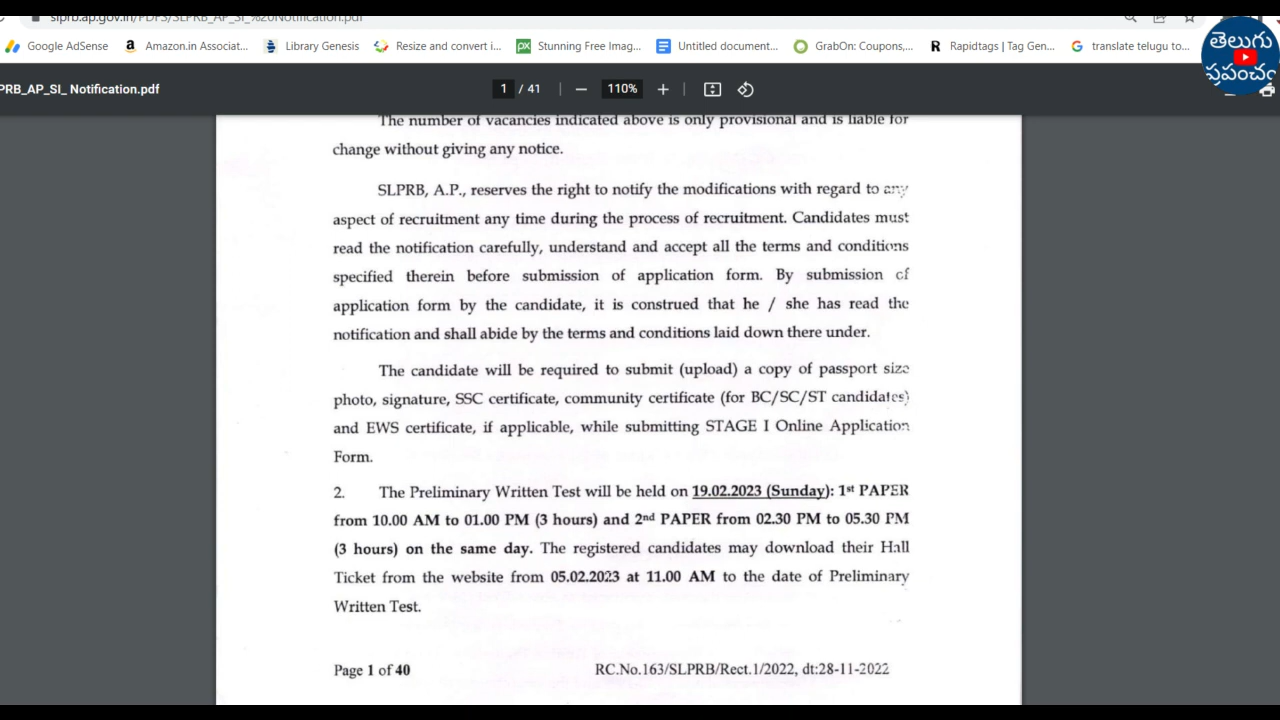 slprb.ap.gov.in/PDFS/SLPRB_AP_SI_%20Notification.pdf
Google AdSense
Amazon.in Associat...
Library Genesis
Resize and convert i...
Stunning Free Imag...
Untitled document...
GrabOn: Coupons,...
Rapidtags | Tag Gen...
translate telugu to...
తెలుగు
ప్రపంచం
PRB_AP_SI_ Notification.pdf
1 / 41
110%
The number of vacancies indicated above is only provisional and is liable for
change without giving any notice.
SLPRB, A.P., reserves the right to notify the modifications with regard to any
aspect of recruitment any time during the process of recruitment. Candidates must
read the notification carefully, understand and accept all the terms and conditions
specified therein before submission of application form. By submission of
application form by the candidate, it is construed that he / she has read the
notification and shall abide by the terms and conditions laid down there under.
The candidate will be required to submit (upload) a copy of passport size
photo, signature, SSC certificate, community certificate (for BC/SC/ST candidates)
and EWS certificate, if applicable, while submitting STAGE I Online Application
Form.
2. The Preliminary Written Test will be held on 19.02.2023 (Sunday): 1st PAPER
from 10.00 AM to 01.00 PM (3 hours) and 2nd PAPER from 02.30 PM to 05.30 PM
(3 hours) on the same day. The registered candidates may download their Hall
Ticket from the website from 05.02.2023 at 11.00 AM to the date of Preliminary
Written Test.
Page 1 of 40
RC.No.163/SLPRB/Rect.1/2022, dt:28-11-2022